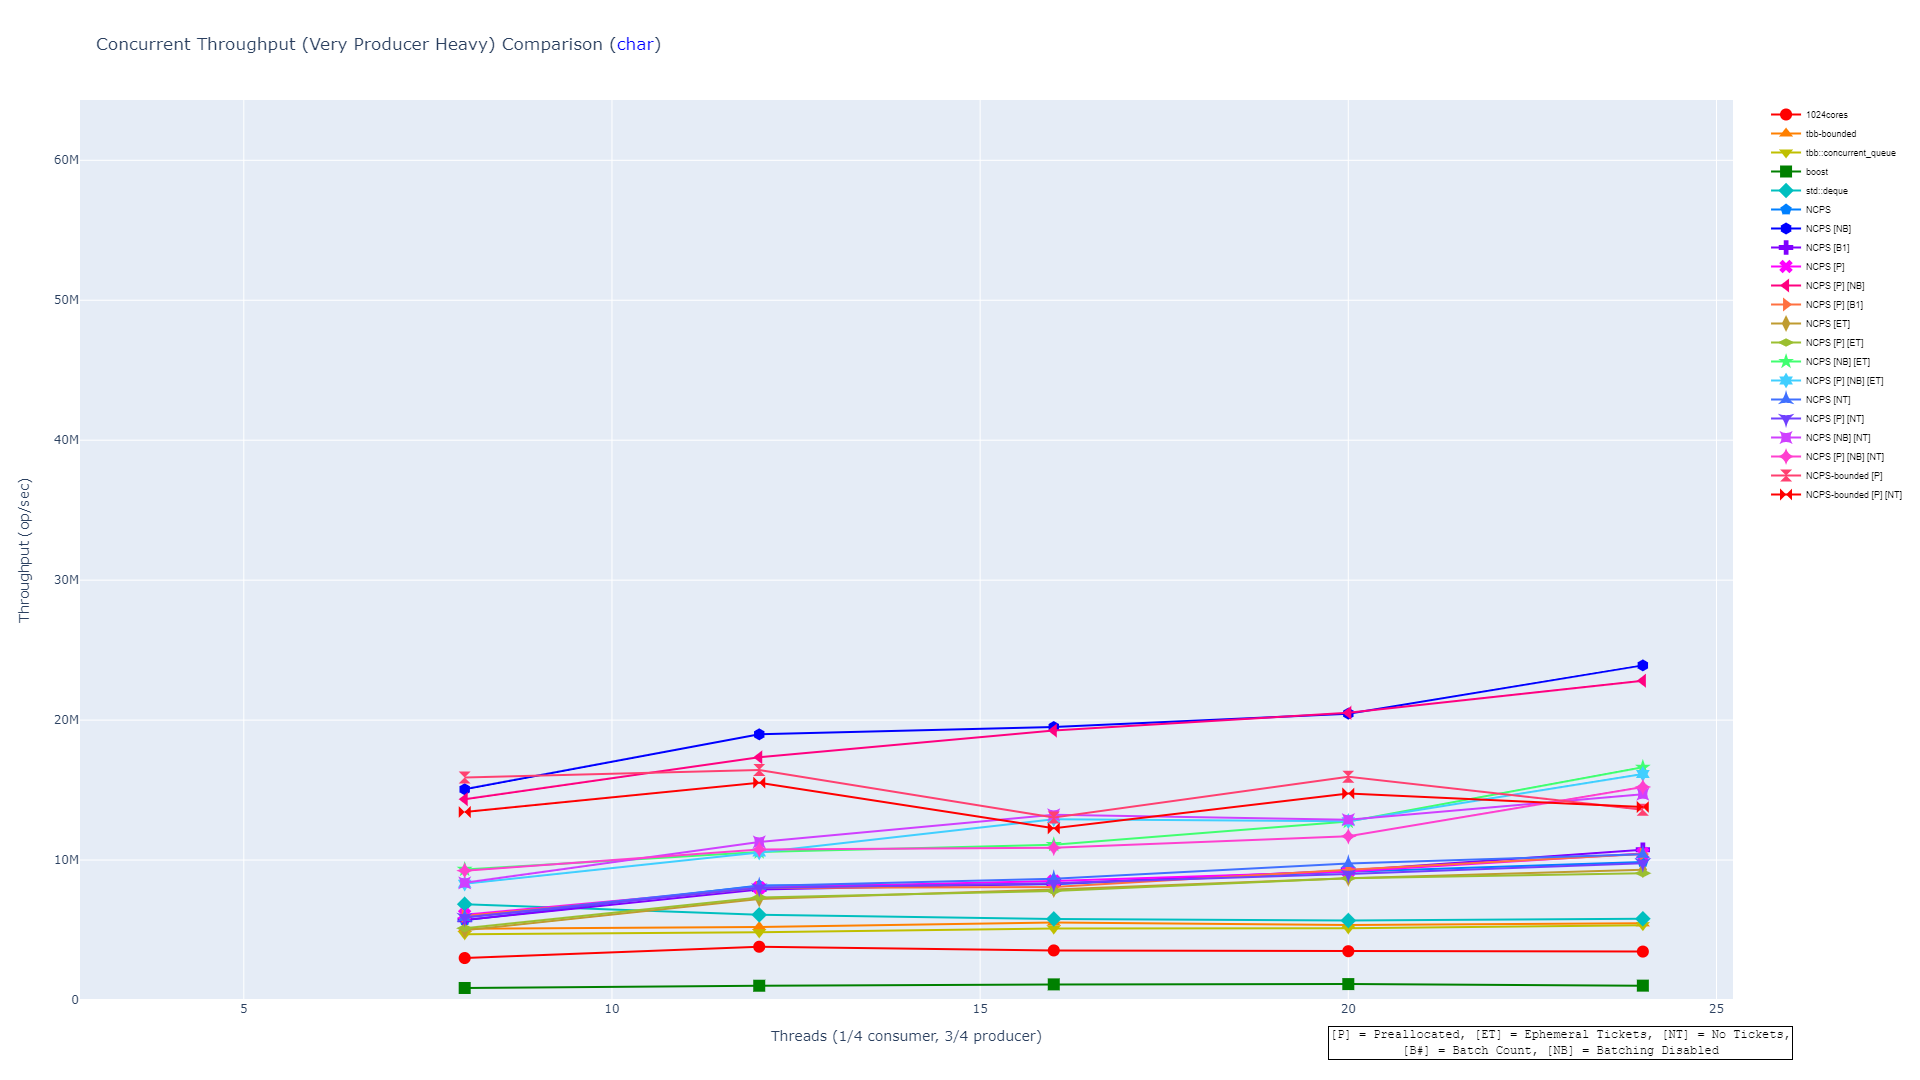 Concurrent Throughput (Very Producer Heavy) Comparison (char)
60M
50M
40M
30M
20M
10M
0
Throughput (op/sec)
5
10
15
20
25
Threads (1/4 consumer, 3/4 producer)
1024cores
tbb-bounded
tbb::concurrent_queue
boost
std::deque
NCPS
NCPS [NB]
NCPS [B1]
NCPS [P]
NCPS [P] [NB]
NCPS [P] [B1]
NCPS [ET]
NCPS [P] [ET]
NCPS [NB] [ET]
NCPS [P] [NB] [ET]
NCPS [NT]
NCPS [P] [NT]
NCPS [NB] [NT]
NCPS [P] [NB] [NT]
NCPS-bounded [P]
NCPS-bounded [P] [NT]
[P] = Preallocated, [ET] = Ephemeral Tickets, [NT] = No Tickets,
[B#] = Batch Count, [NB] = Batching Disabled